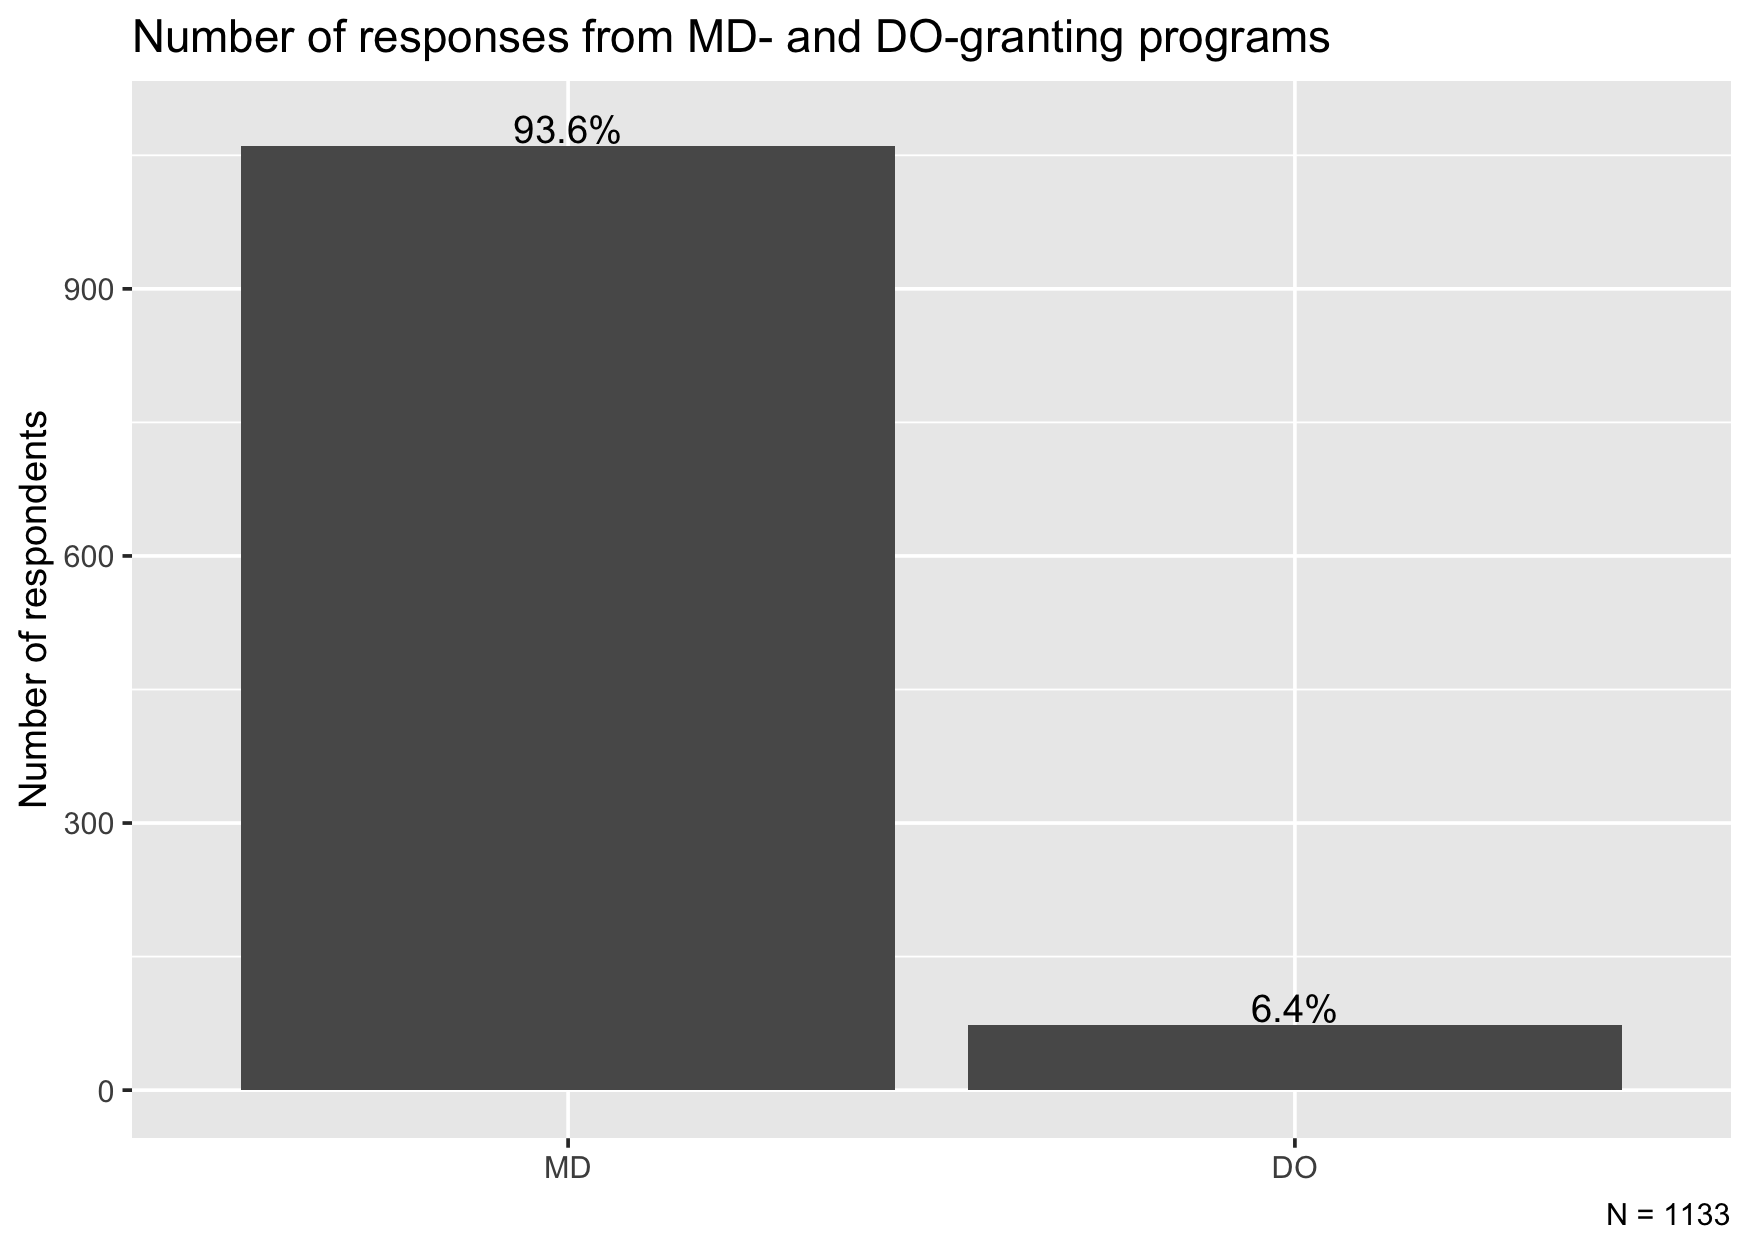 Number of responses from MD- and DO-granting programs
93.6%
900
600
300
0
Number of respondents
6.4%
MD
DO
N = 1133